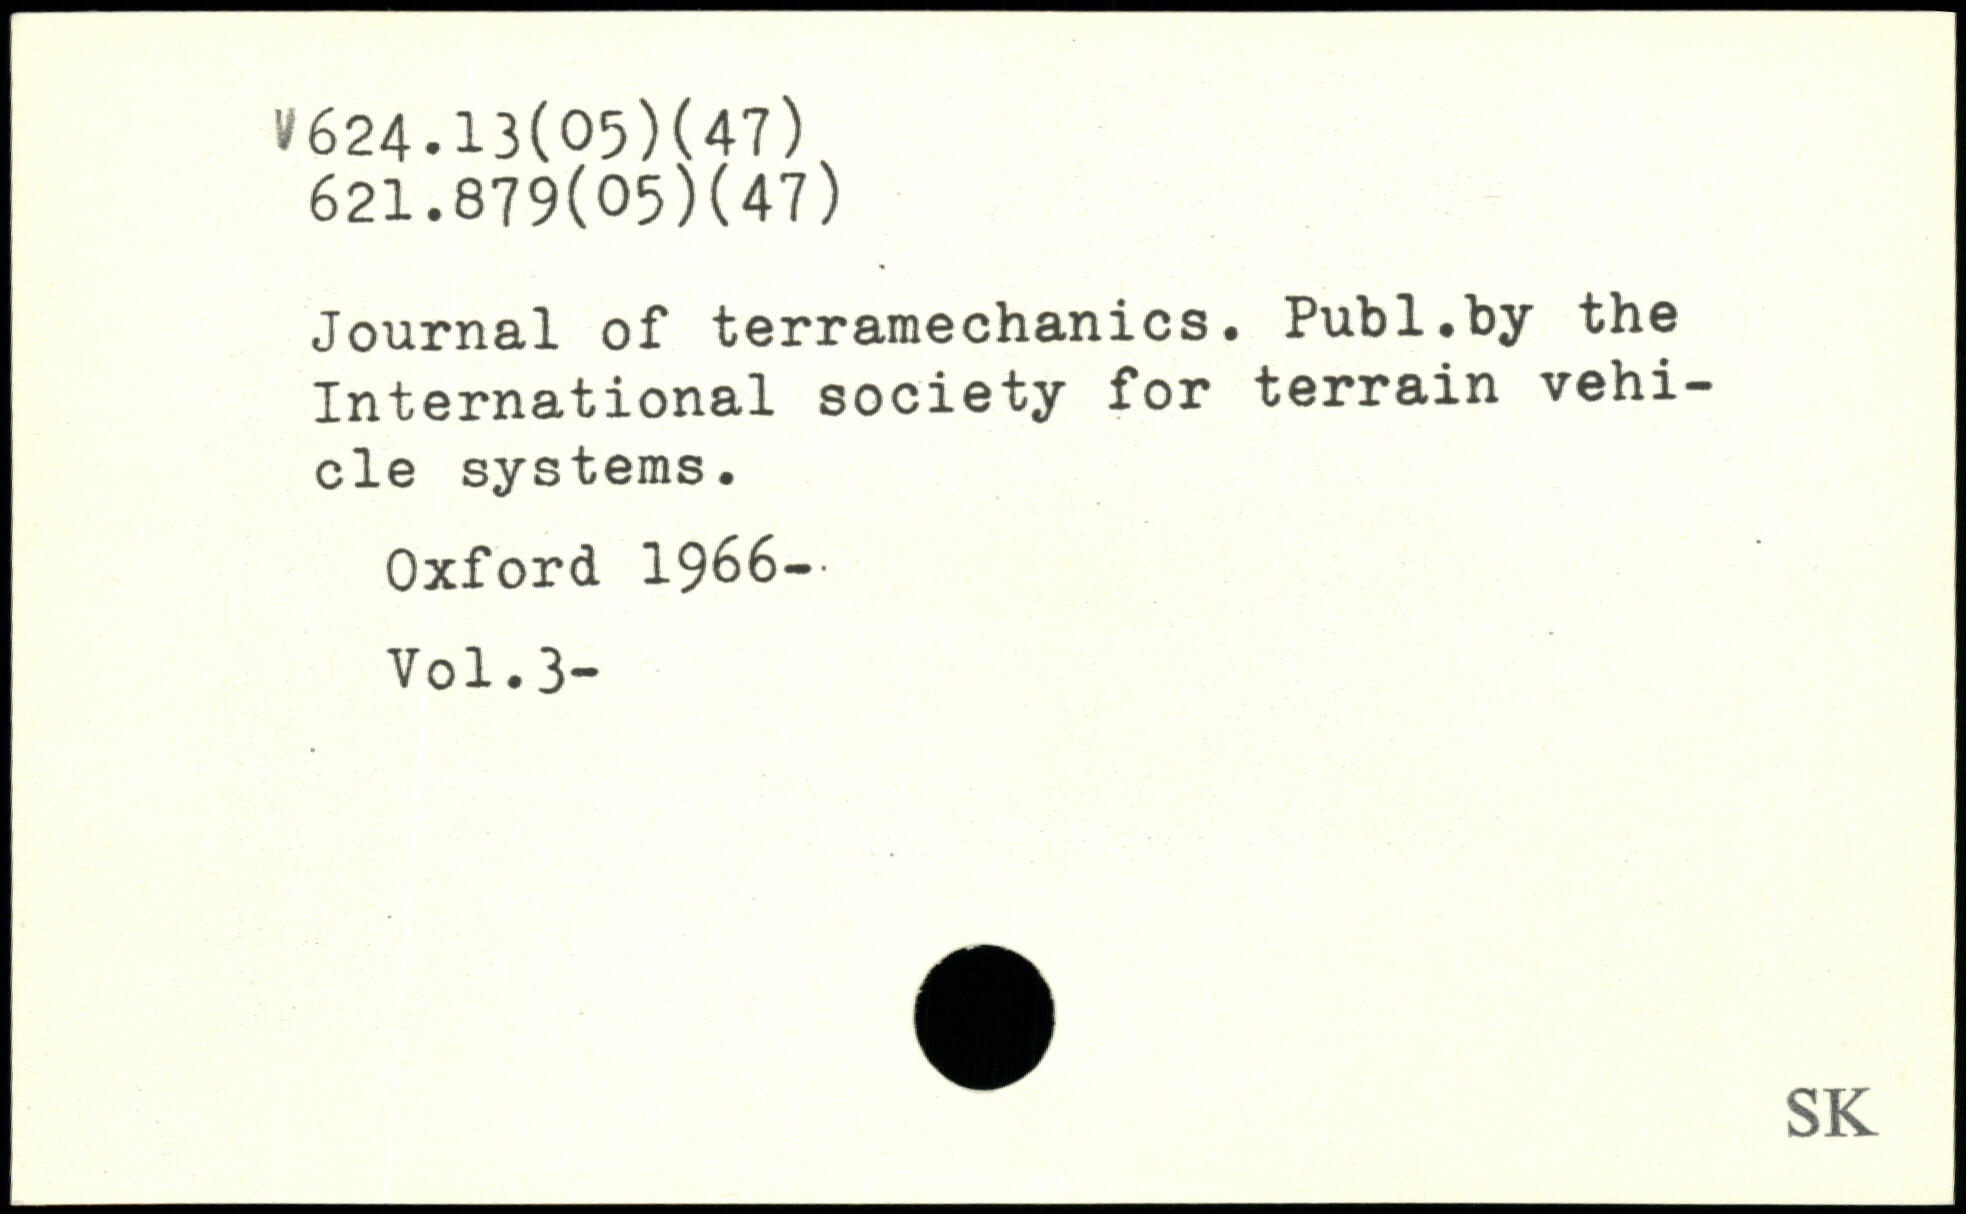 V 624.13(05)(47)
621.879(05)(47)
Journal of terramechanics. Publ.by the
International society for terrain vehi-
cle systems.
Oxford 1966-
Vol.3-
SK